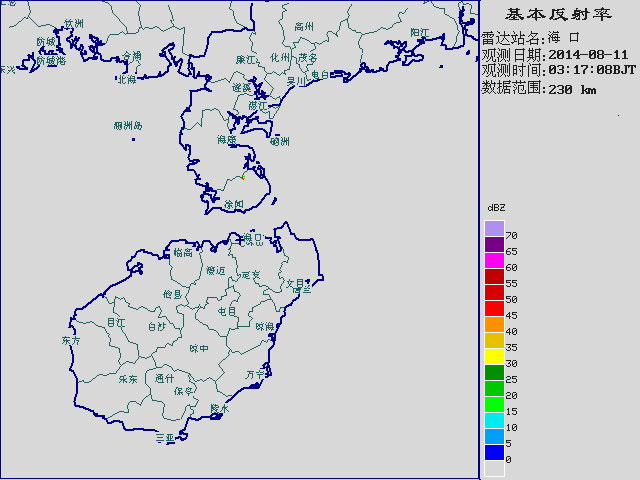 基本反射率
雷达站名:海 口
观测日期:2014-08-11
观测时间:03:17:08BJT
数据范围:230 km
dBZ
70
65
60
55
50
45
40
35
30
25
20
15
10
5
0
钦州
防城
防城港
合浦
北海
高州
阳江
廉江
化州
茂名
电白
吴川
遂溪
湛江
涠洲岛
海康
硇洲
徐闻
海口
临高
澄迈
定安
文昌
儋县
屯昌
昌江
白沙
琼海
东方
琼中
乐东
通什
万宁
保亭
陵水
三亚